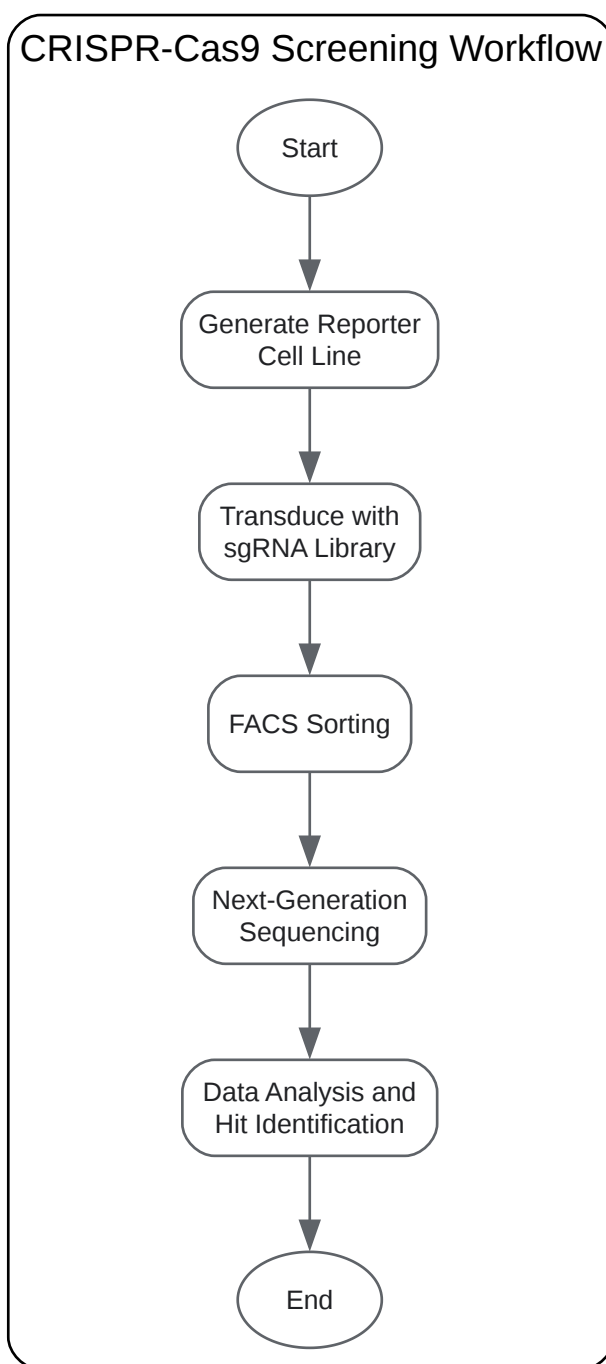 CRISPR-Cas9 Screening Workflow
Start
Generate Reporter
Cell Line
Transduce with
sgRNA Library
FACS Sorting
Next-Generation
Sequencing
Data Analysis and
Hit Identification
End